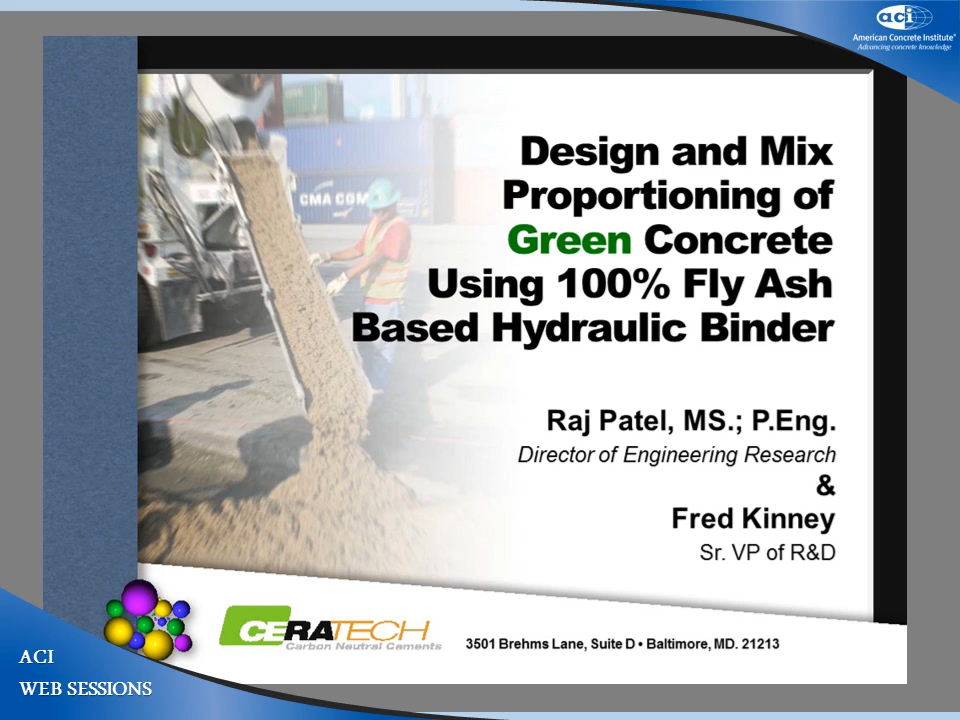 aci
American Concrete Institute®
Advancing concrete knowledge
CMA CGM
Design and Mix
Proportioning of
Green Concrete
Using 100% Fly Ash
Based Hydraulic Binder
Raj Patel, MS.; P.Eng.
Director of Engineering Research
&
Fred Kinney
Sr. VP of R&D
CERATECH
Carbon Neutral Cements
3501 Brehms Lane, Suite D • Baltimore, MD. 21213
ACI
WEB SESSIONS